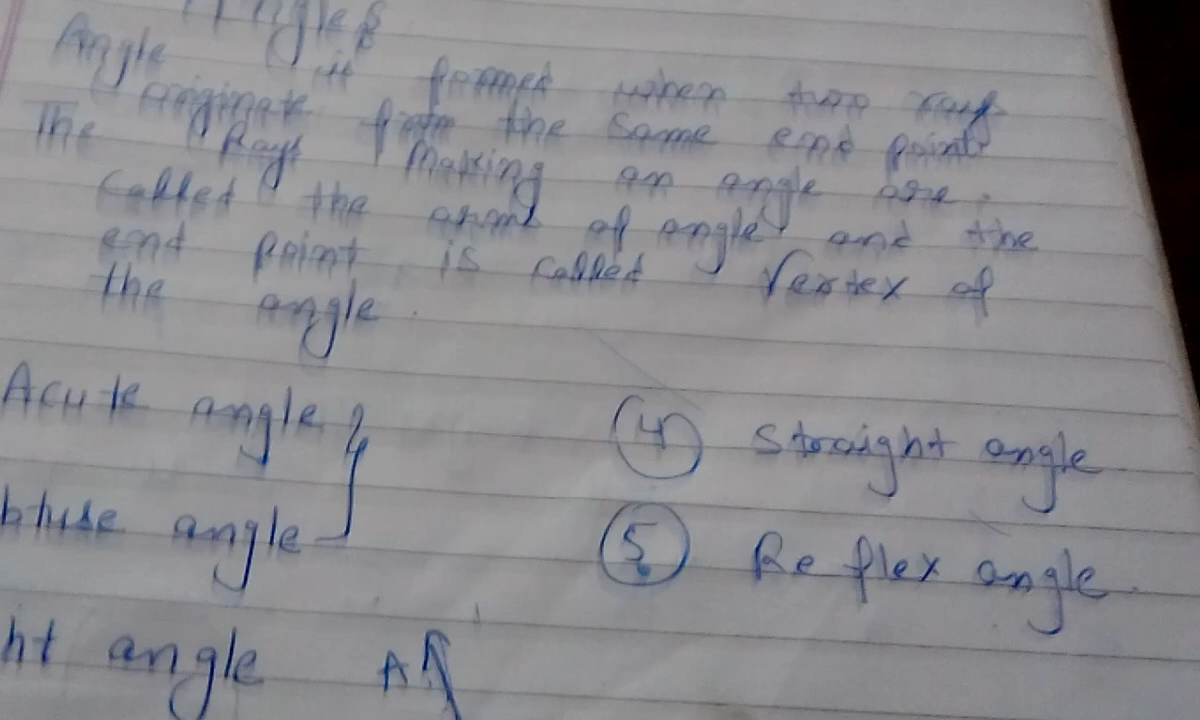 Angles
Angle is formed when two rays
originate from the same end point
The Rays Making an angle are
called the arms of angle and the
end point is called Vertex of
the angle.
Acute angle
④ Straight angle
btuse angle
⑤ Reflex angle.
ht angle A